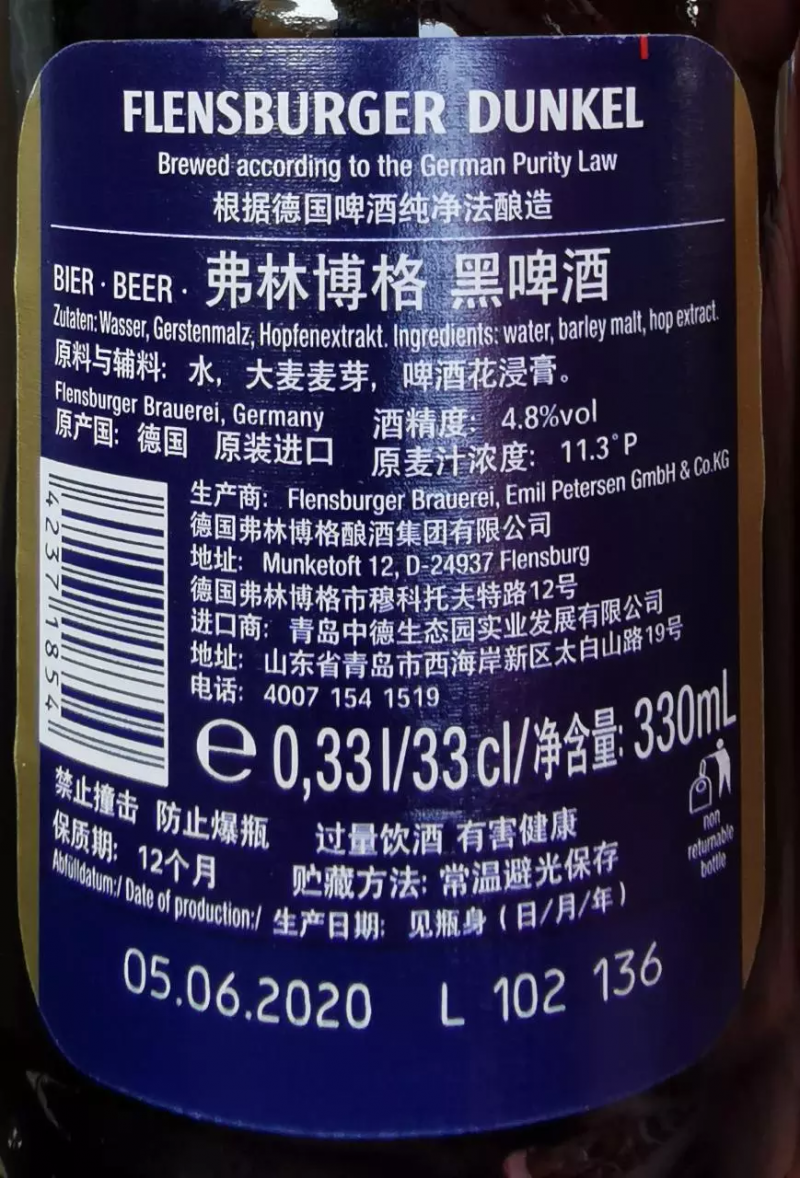 FLENSBURGER DUNKEL
Brewed according to the German Purity Law
根据德国啤酒纯净法酿造
BIER · BEER · 弗林博格 黑啤酒
Zutaten: Wasser, Gerstenmalz, Hopfenextrakt. Ingredients: water, barley malt, hop extract.
原料与辅料: 水, 大麦麦芽, 啤酒花浸膏。
Flensburger Brauerei, Germany 酒精度: 4.8%vol
原产国: 德国 原装进口 原麦汁浓度: 11.3°P
生产商: Flensburger Brauerei, Emil Petersen GmbH & Co.KG
德国弗林博格酿酒集团有限公司
地址: Munketoft 12, D-24937 Flensburg
德国弗林博格市穆科托夫特路12号
进口商: 青岛中德生态园实业发展有限公司
地址: 山东省青岛市西海岸新区太白山路19号
电话: 4007 154 1519
42371854
e 0,33 l/33 cl/净含量: 330mL
禁止撞击 防止爆瓶 过量饮酒 有害健康
保质期: 12个月 贮藏方法: 常温避光保存
Abfülldatum:/ Date of production:/ 生产日期: 见瓶身 (日/月/年)
non
returnable
bottle
05.06.2020 L 102 136